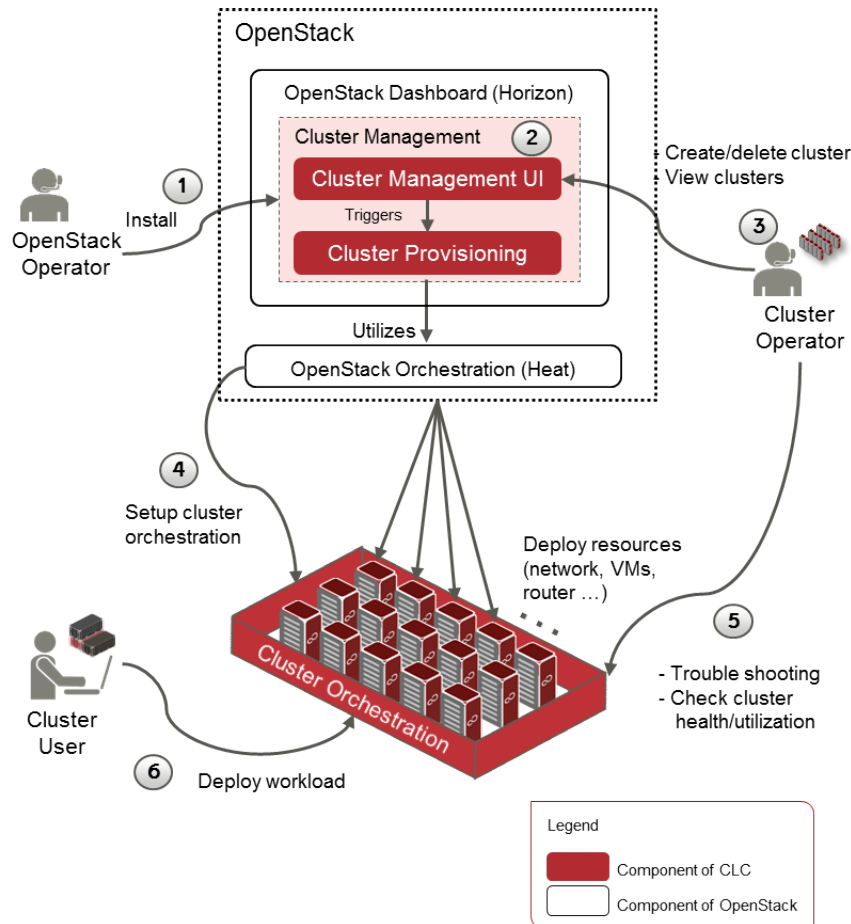 OpenStack
OpenStack Dashboard (Horizon)
Cluster Management
2
Cluster Management UI
Triggers
Cluster Provisioning
- Create/delete cluster
- View clusters
1
Install
OpenStack
Operator
3
Cluster
Operator
Utilizes
OpenStack Orchestration (Heat)
4
Setup cluster
orchestration
Deploy resources
(network, VMs,
router …)
5
- Trouble shooting
- Check cluster
health/utilization
Cluster Orchestration
Cluster
User
6
Deploy workload
Legend
Component of CLC
Component of OpenStack